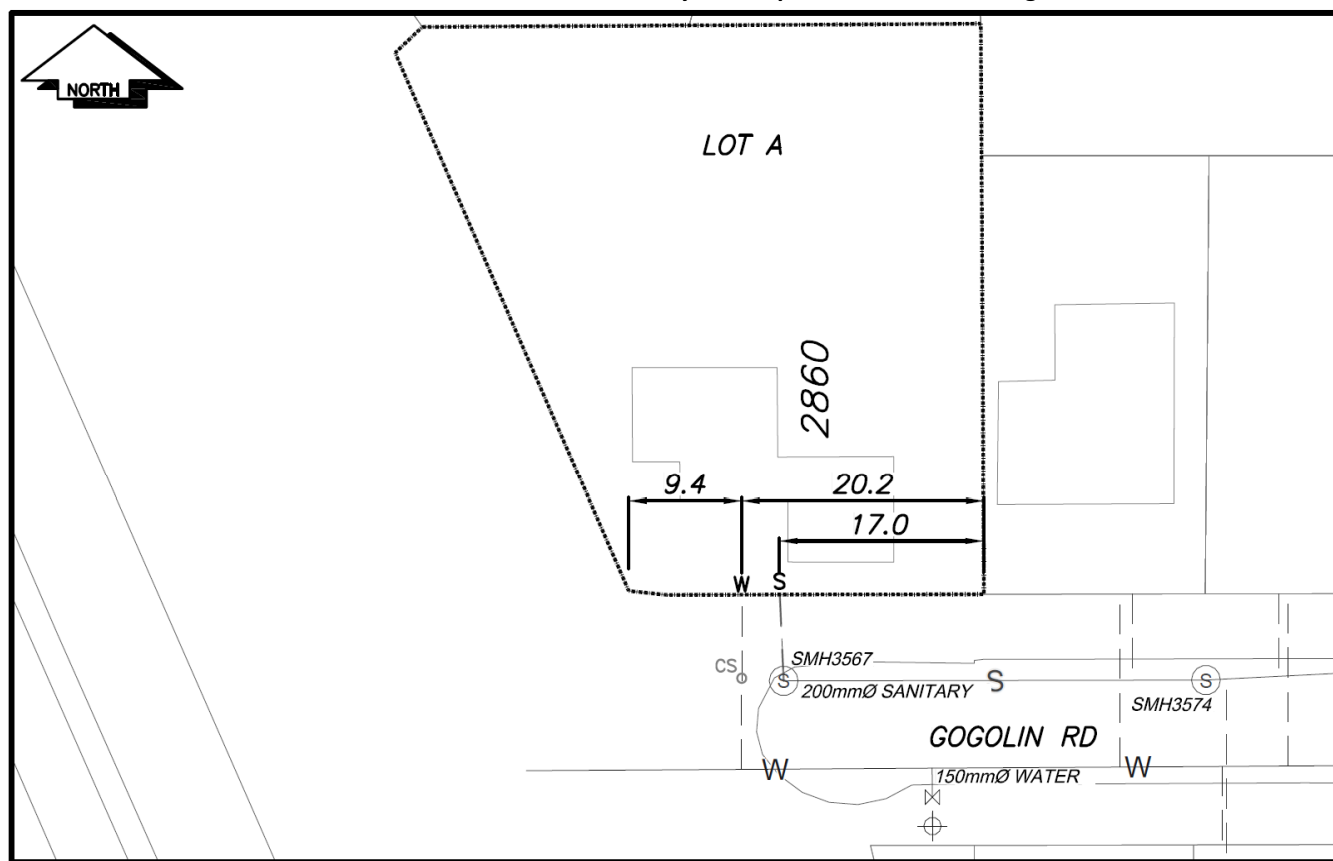 NORTH
LOT A
2860
9.4
20.2
17.0
W
S
CS
SMH3567
S
200mmØ SANITARY
S
S
SMH3574
GOGOLIN RD
W
150mmØ WATER
W